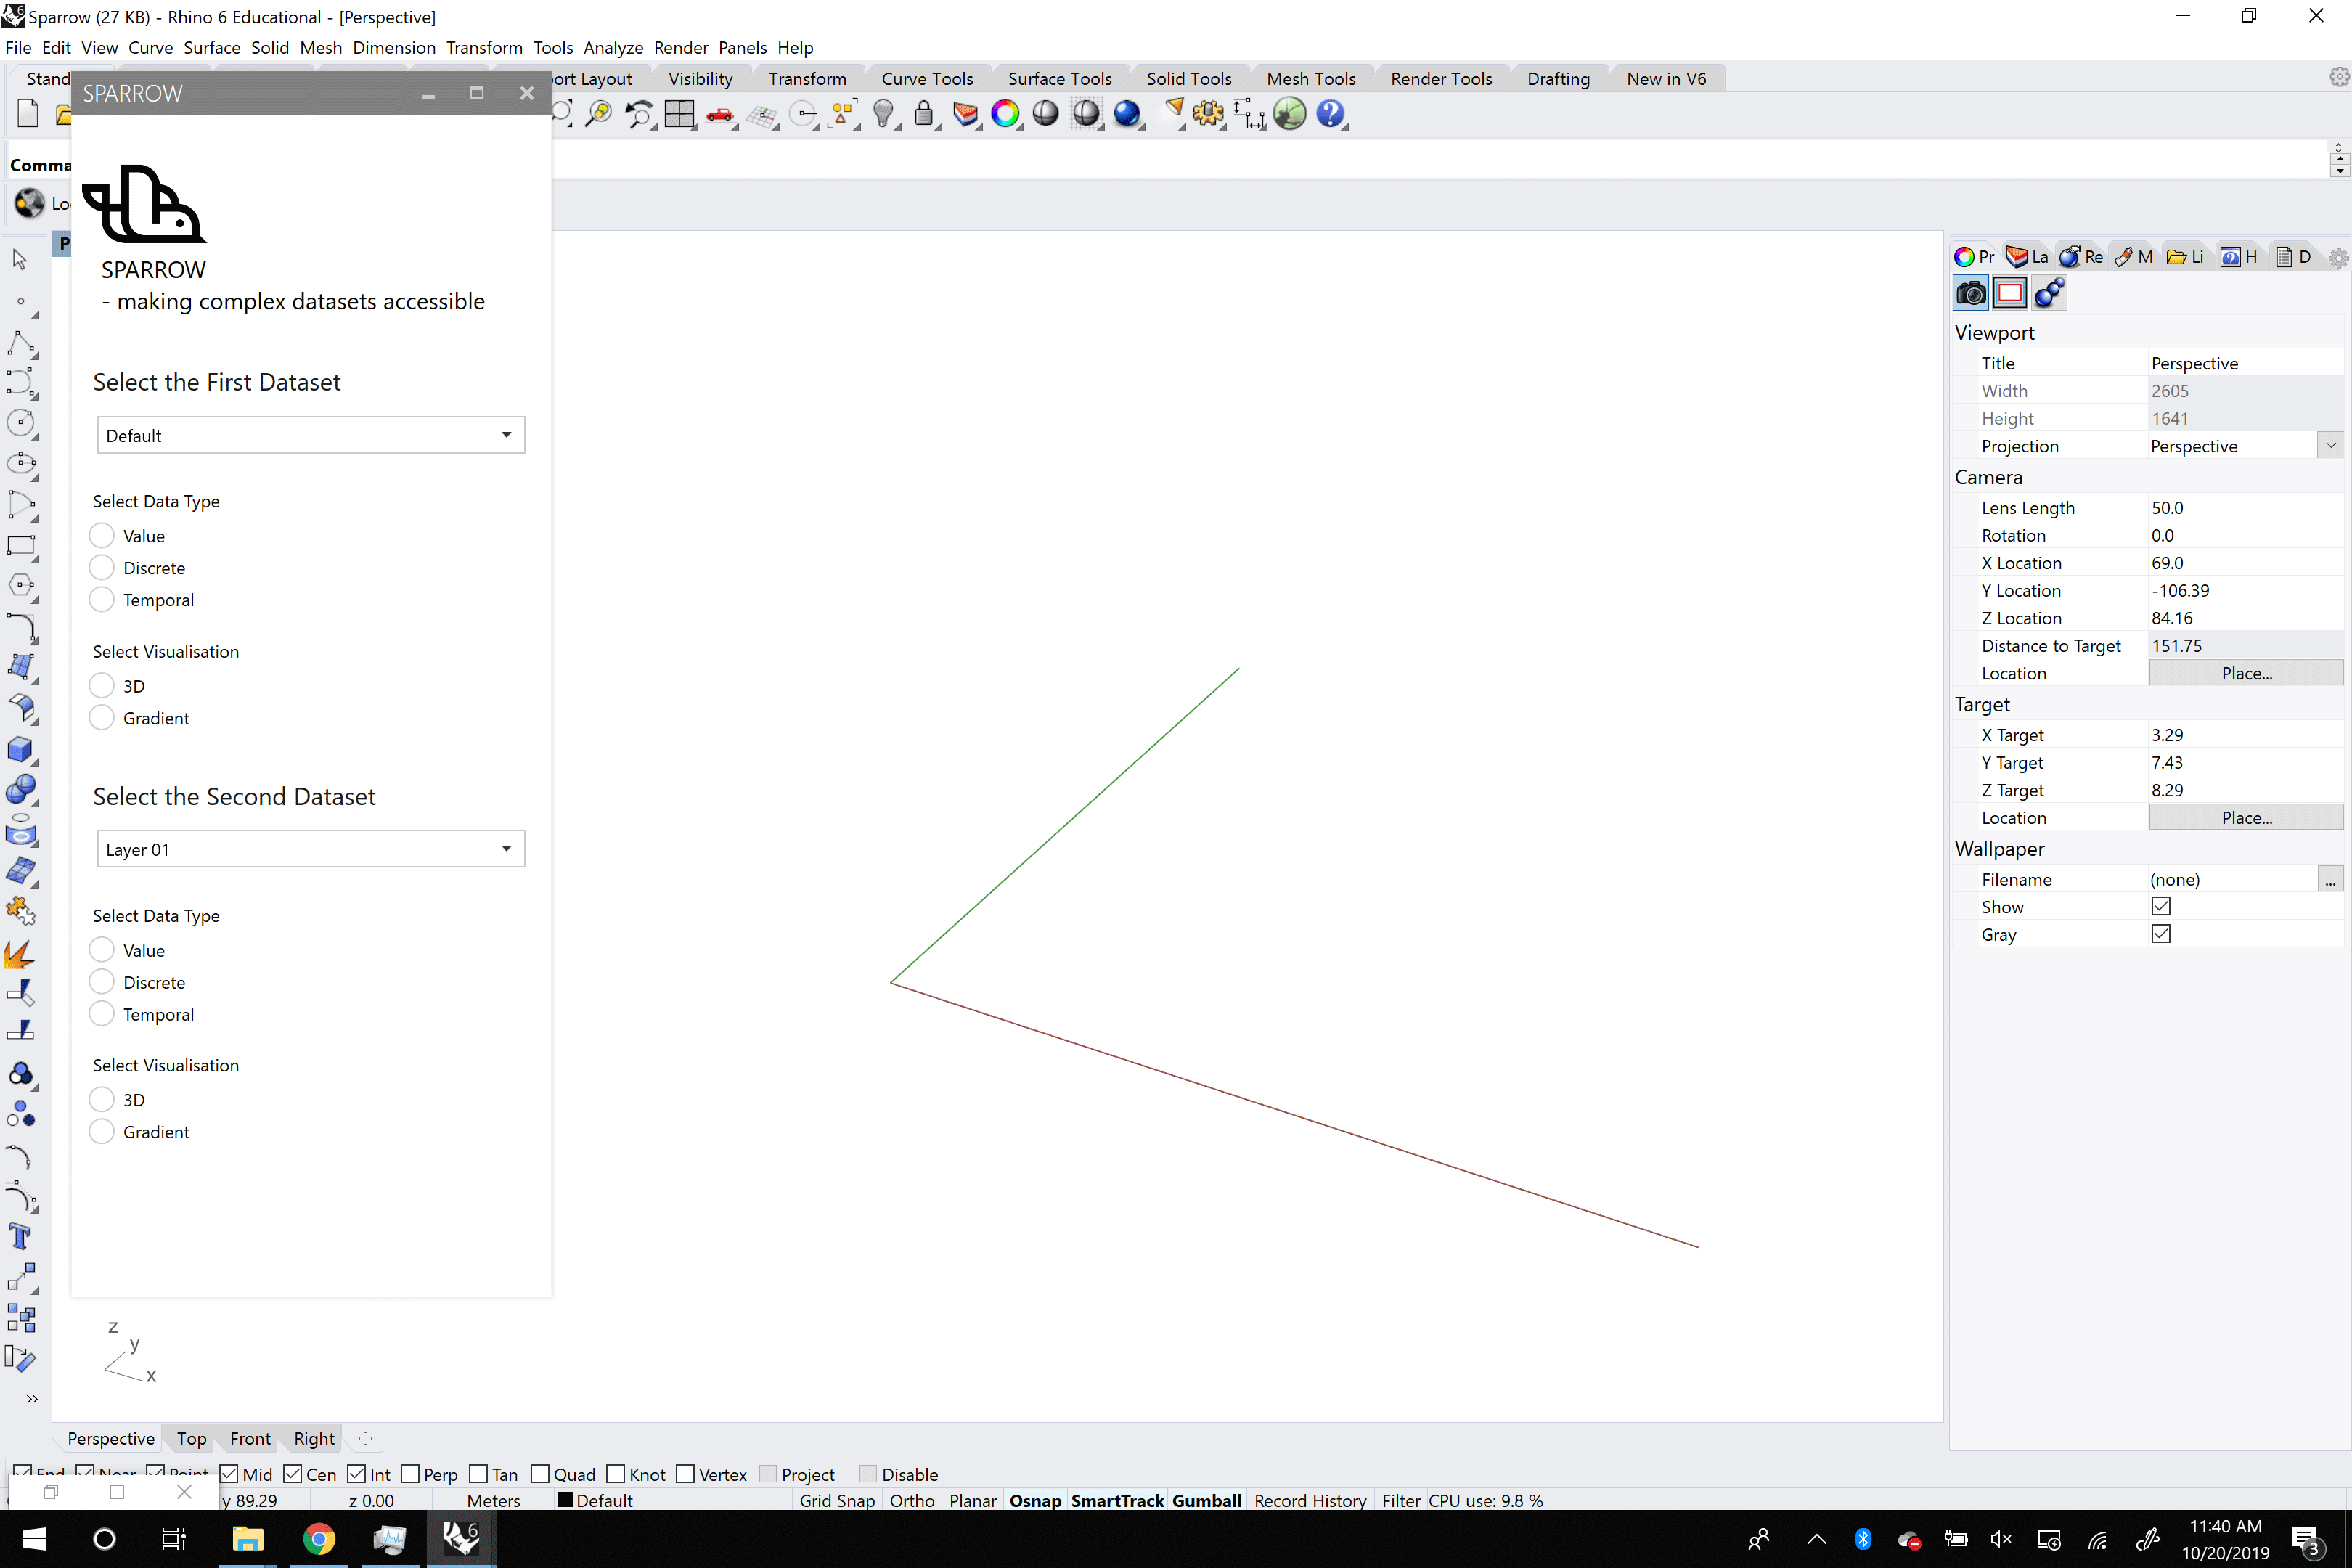 Sparrow (27 KB) - Rhino 6 Educational - [Perspective]
File Edit View Curve Surface Solid Mesh Dimension Transform Tools Analyze Render Panels Help
Stand
ort Layout Visibility Transform Curve Tools Surface Tools Solid Tools Mesh Tools Render Tools Drafting New in V6
SPARROW
Comma
Lo
P
SPARROW
- making complex datasets accessible
Select the First Dataset
Default
Select Data Type
Value
Discrete
Temporal
Select Visualisation
3D
Gradient
Select the Second Dataset
Layer 01
Select Data Type
Value
Discrete
Temporal
Select Visualisation
3D
Gradient
z
y
x
Pr La Re M Li H D
Viewport
Title Perspective
Width 2605
Height 1641
Projection Perspective
Camera
Lens Length 50.0
Rotation 0.0
X Location 69.0
Y Location -106.39
Z Location 84.16
Distance to Target 151.75
Location Place...
Target
X Target 3.29
Y Target 7.43
Z Target 8.29
Location Place...
Wallpaper
Filename (none) ...
Show
Gray
Perspective Top Front Right
End Near Point Mid Cen Int Perp Tan Quad Knot Vertex Project Disable
y 89.29 z 0.00 Meters Default Grid Snap Ortho Planar Osnap SmartTrack Gumball Record History Filter CPU use: 9.8 %
6
11:40 AM
10/20/2019
3